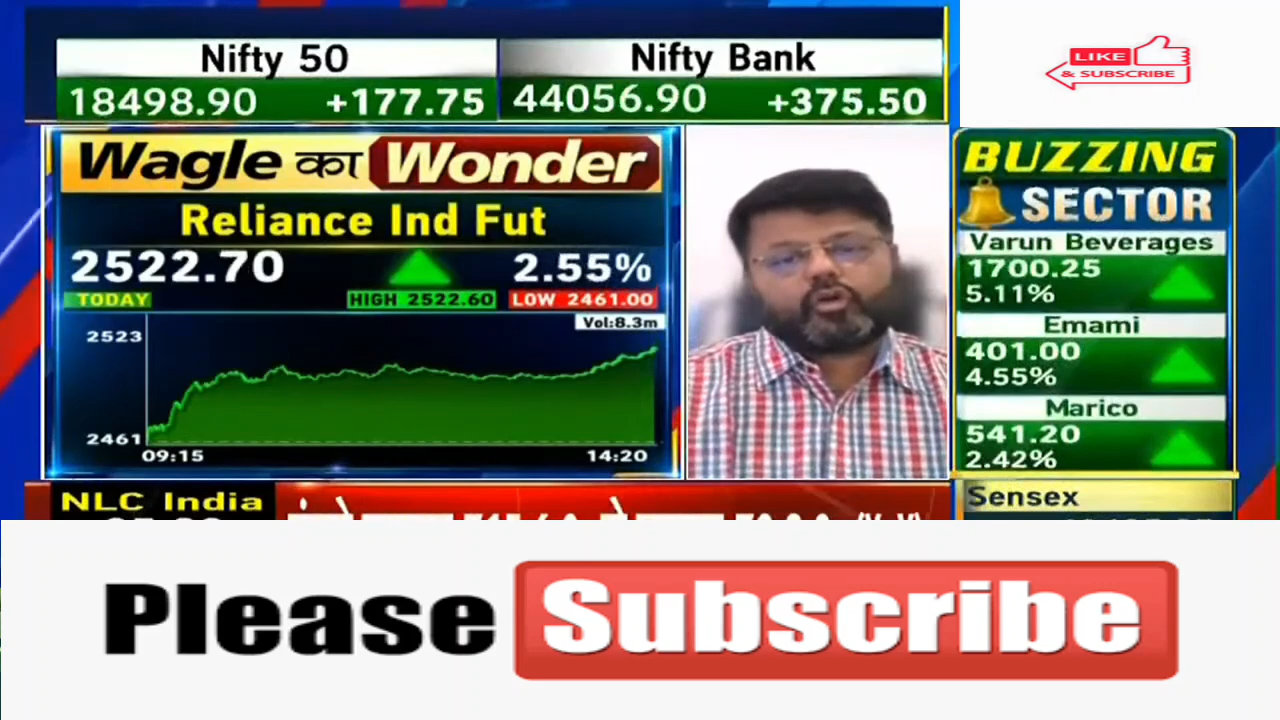 Nifty 50
Nifty Bank
18498.90 +177.75
44056.90 +375.50
LIKE
& SUBSCRIBE
Wagle का Wonder
Reliance Ind Fut
2522.70 2.55%
TODAY HIGH 2522.60 LOW 2461.00
Vol:8.3m
2523
2461
09:15 14:20
BUZZING
SECTOR
Varun Beverages
1700.25
5.11%
Emami
401.00
4.55%
Marico
541.20
2.42%
NLC India
Sensex
Please Subscribe